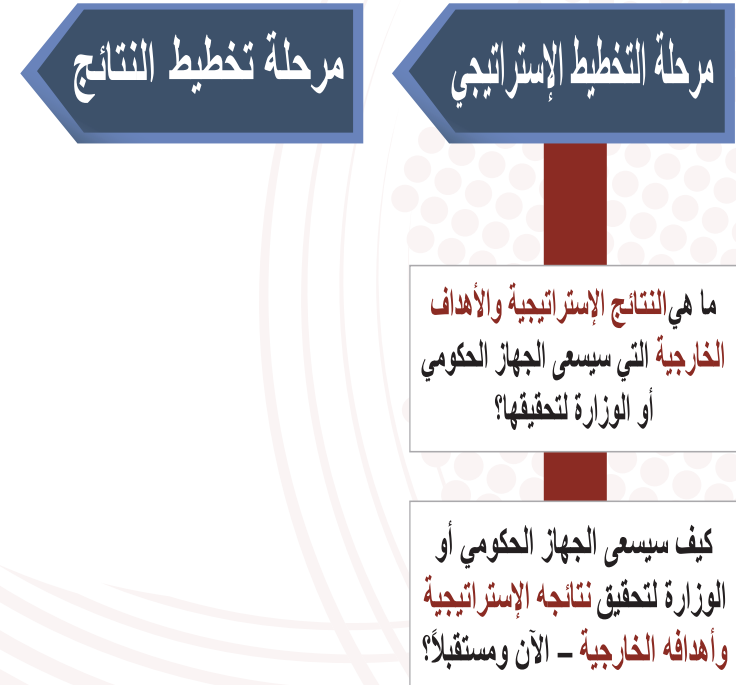 مرحلة التخطيط الإستراتيجي
مرحلة تخطيط النتائج
ما هي النتائج الإستراتيجية والأهداف
الخارجية التي سيسعى الجهاز الحكومي
أو الوزارة لتحقيقها؟
كيف سيسعى الجهاز الحكومي أو
الوزارة لتحقيق نتائجه الإستراتيجية
وأهدافه الخارجية – الآن ومستقبلاً؟